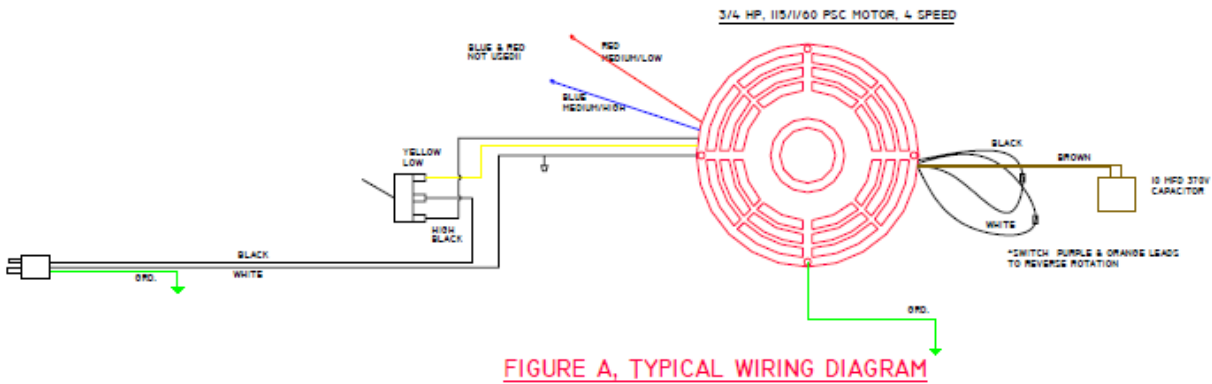 3/4 HP, 115/1/60 PSC MOTOR, 4 SPEED
BLUE & RED
NOT USED!!
RED
MEDIUM/LOW
BLUE
MEDIUM/HIGH
YELLOW
LOW
HIGH
BLACK
BLACK
WHITE
GRD.
BLACK
WHITE
BROWN
10 MFD 370V
CAPACITOR
*SWITCH PURPLE & ORANGE LEADS
TO REVERSE ROTATION
GRD.
FIGURE A, TYPICAL WIRING DIAGRAM